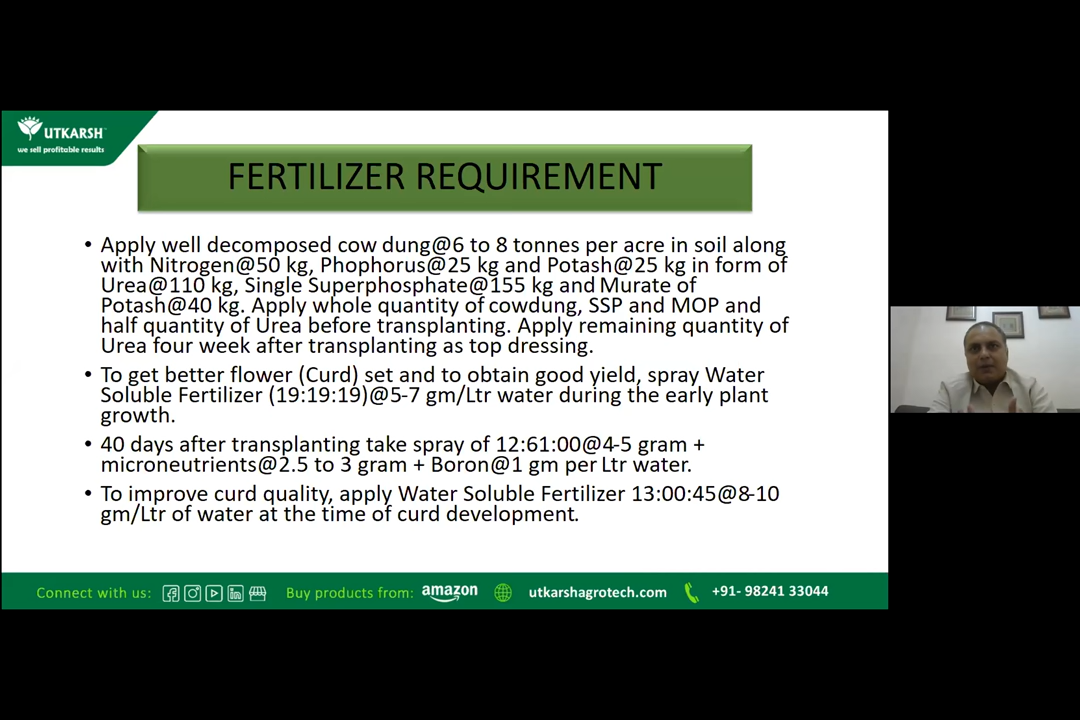 UTKARSH
we sell profitable results
FERTILIZER REQUIREMENT
• Apply well decomposed cow dung@6 to 8 tonnes per acre in soil along
with Nitrogen@50 kg, Phophorus@25 kg and Potash@25 kg in form of
Urea@110 kg, Single Superphosphate@155 kg and Murate of
Potash@40 kg. Apply whole quantity of cowdung, SSP and MOP and
half quantity of Urea before transplanting. Apply remaining quantity of
Urea four week after transplanting as top dressing.
• To get better flower (Curd) set and to obtain good yield, spray Water
Soluble Fertilizer (19:19:19)@5-7 gm/Ltr water during the early plant
growth.
• 40 days after transplanting take spray of 12:61:00@4-5 gram +
microneutrients@2.5 to 3 gram + Boron@1 gm per Ltr water.
• To improve curd quality, apply Water Soluble Fertilizer 13:00:45@8-10
gm/Ltr of water at the time of curd development.
Connect with us: Buy products from: amazon utkarshagrotech.com +91- 98241 33044